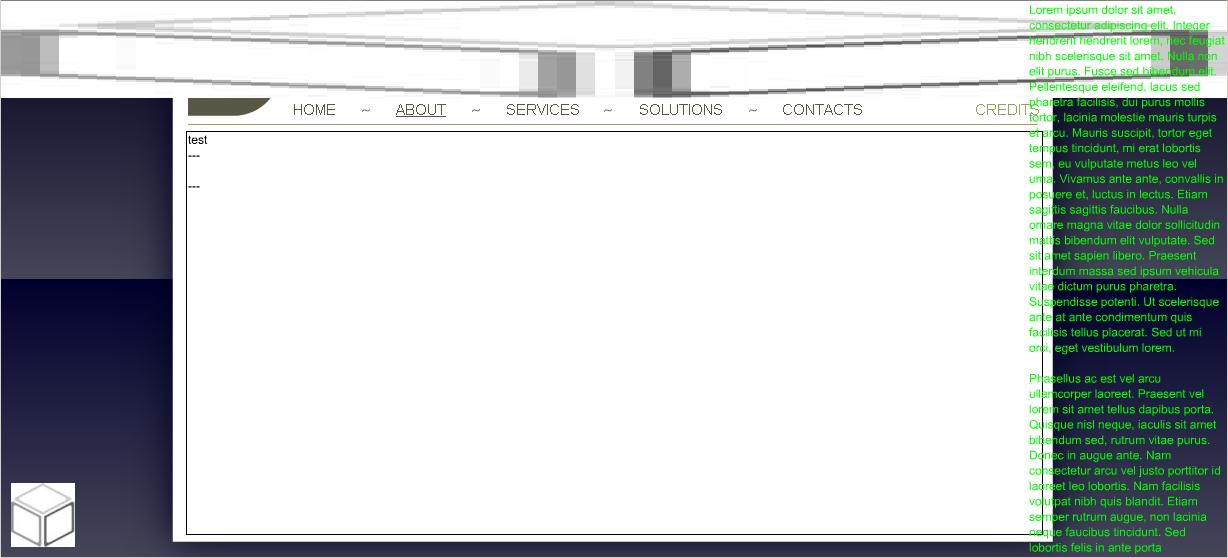 HOME ~ ABOUT ~ SERVICES ~ SOLUTIONS ~ CONTACTS CREDITS
test
---
---
Lorem ipsum dolor sit amet,
consectetur adipiscing elit. Integer
hendrerit hendrerit lorem, nec feugiat
nibh scelerisque sit amet. Nulla non
elit purus. Fusce sed bibendum elit.
Pellentesque eleifend, lacus sed
pharetra facilisis, dui purus mollis
tortor, lacinia molestie mauris turpis
et arcu. Mauris suscipit, tortor eget
tempus tincidunt, mi erat lobortis
sem, eu vulputate metus leo vel
urna. Vivamus ante ante, convallis in
posuere et, luctus in lectus. Etiam
sagittis sagittis faucibus. Nulla
ornare magna vitae dolor sollicitudin
mattis bibendum elit vulputate. Sed
sit amet sapien libero. Praesent
interdum massa sed ipsum vehicula
vitae dictum purus pharetra.
Suspendisse potenti. Ut scelerisque
ante at ante condimentum quis
facilisis tellus placerat. Sed ut mi
orci, eget vestibulum lorem.
Phasellus ac est vel arcu
ullamcorper laoreet. Praesent vel
lorem sit amet tellus dapibus porta.
Quisque nisl neque, iaculis sit amet
bibendum sed, rutrum vitae purus.
Donec in augue ante. Nam
consectetur arcu vel justo porttitor id
laoreet leo lobortis. Nam facilisis
volutpat nibh quis blandit. Etiam
semper rutrum augue, non lacinia
neque faucibus tincidunt. Sed
lobortis felis in ante porta